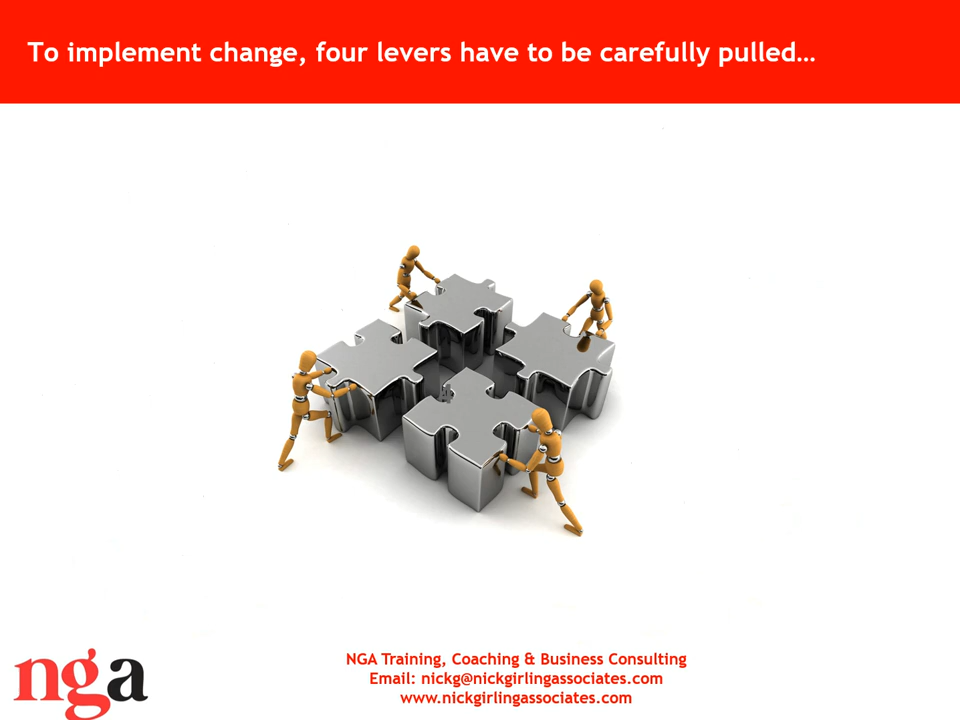 To implement change, four levers have to be carefully pulled…
nga
NGA Training, Coaching & Business Consulting
Email: nickg@nickgirlingassociates.com
www.nickgirlingassociates.com